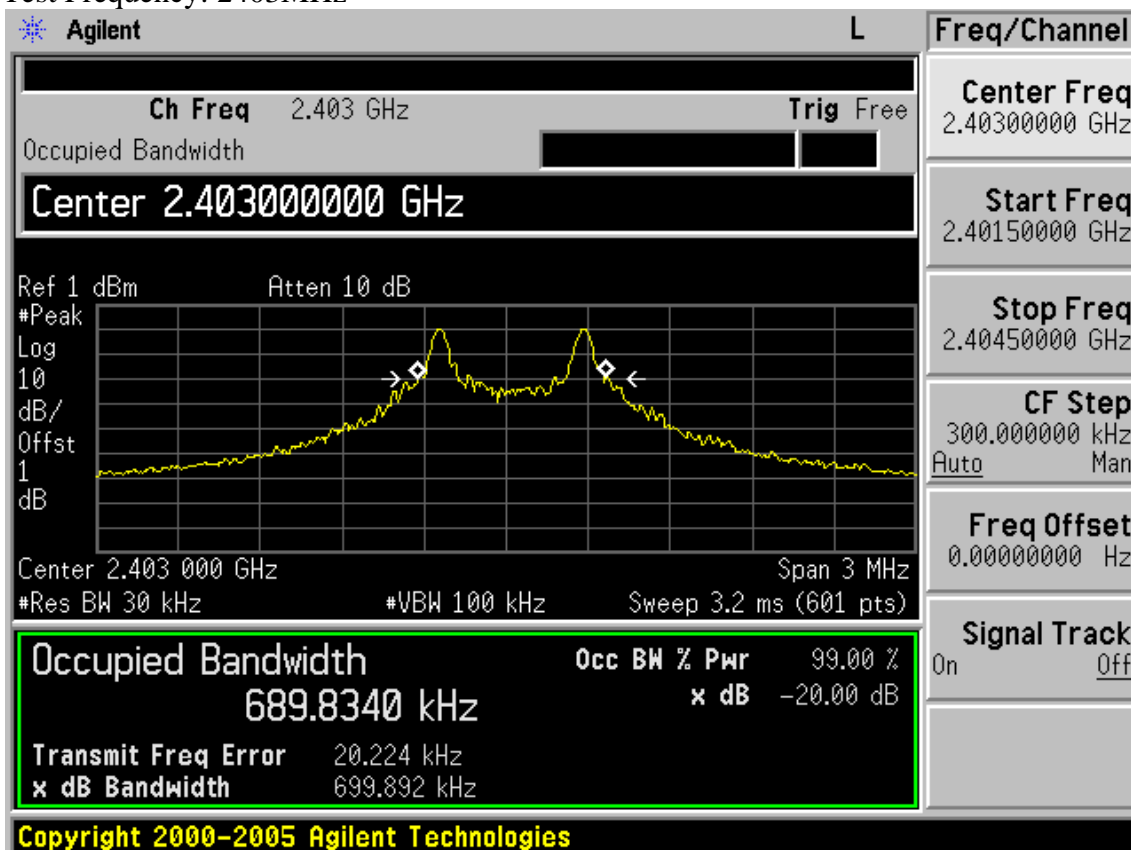 Test Frequency: 2403MHz
Agilent L
Freq/Channel
Ch Freq 2.403 GHz Trig Free
Occupied Bandwidth
Center 2.403000000 GHz
Ref 1 dBm Atten 10 dB
#Peak
Log
10
dB/
Offst
1
dB
Center 2.403 000 GHz Span 3 MHz
#Res BW 30 kHz #VBW 100 kHz Sweep 3.2 ms (601 pts)
Occupied Bandwidth Occ BW % Pwr 99.00 %
689.8340 kHz x dB -20.00 dB
Transmit Freq Error 20.224 kHz
x dB Bandwidth 699.892 kHz
Center Freq
2.40300000 GHz
Start Freq
2.40150000 GHz
Stop Freq
2.40450000 GHz
CF Step
300.000000 kHz
Auto Man
Freq Offset
0.00000000 Hz
Signal Track
On Off
Copyright 2000-2005 Agilent Technologies